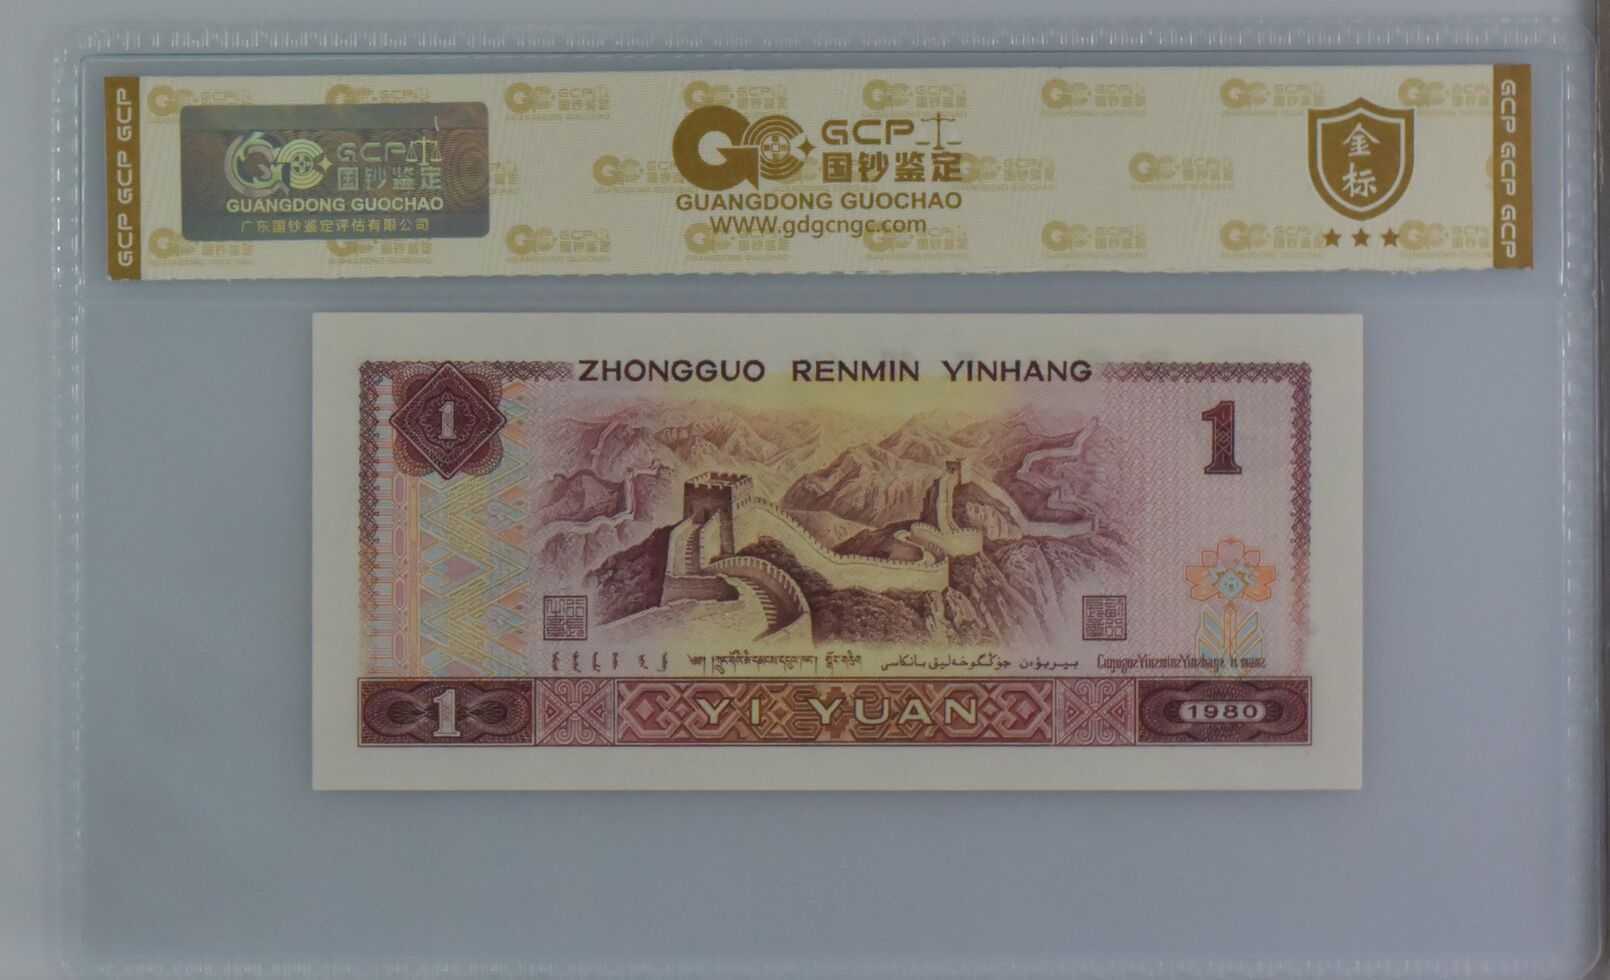 GCP GCP GCP
GCP 国钞鉴定
GUANGDONG GUOCHAO
广东国钞鉴定评估有限公司
GCP
国钞鉴定
GUANGDONG GUOCHAO
WWW.gdgcngc.com
金标
GCP GCP GCP
ZHONGGUO RENMIN YINHANG
1
1
1 YI YUAN 1980